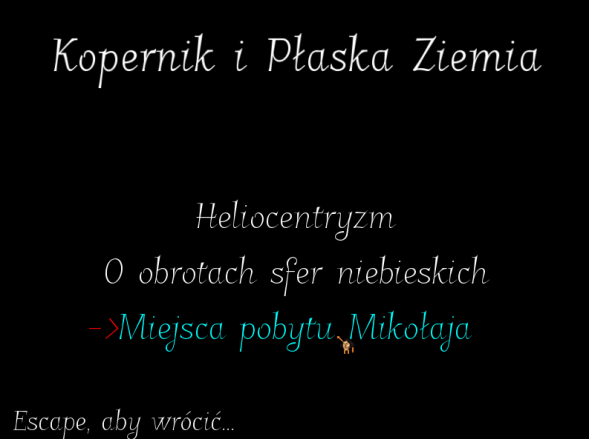 Kopernik i Płaska Ziemia
Heliocentryzm
O obrotach sfer niebieskich
->Miejsca pobytu Mikołaja
Escape, aby wrócić...